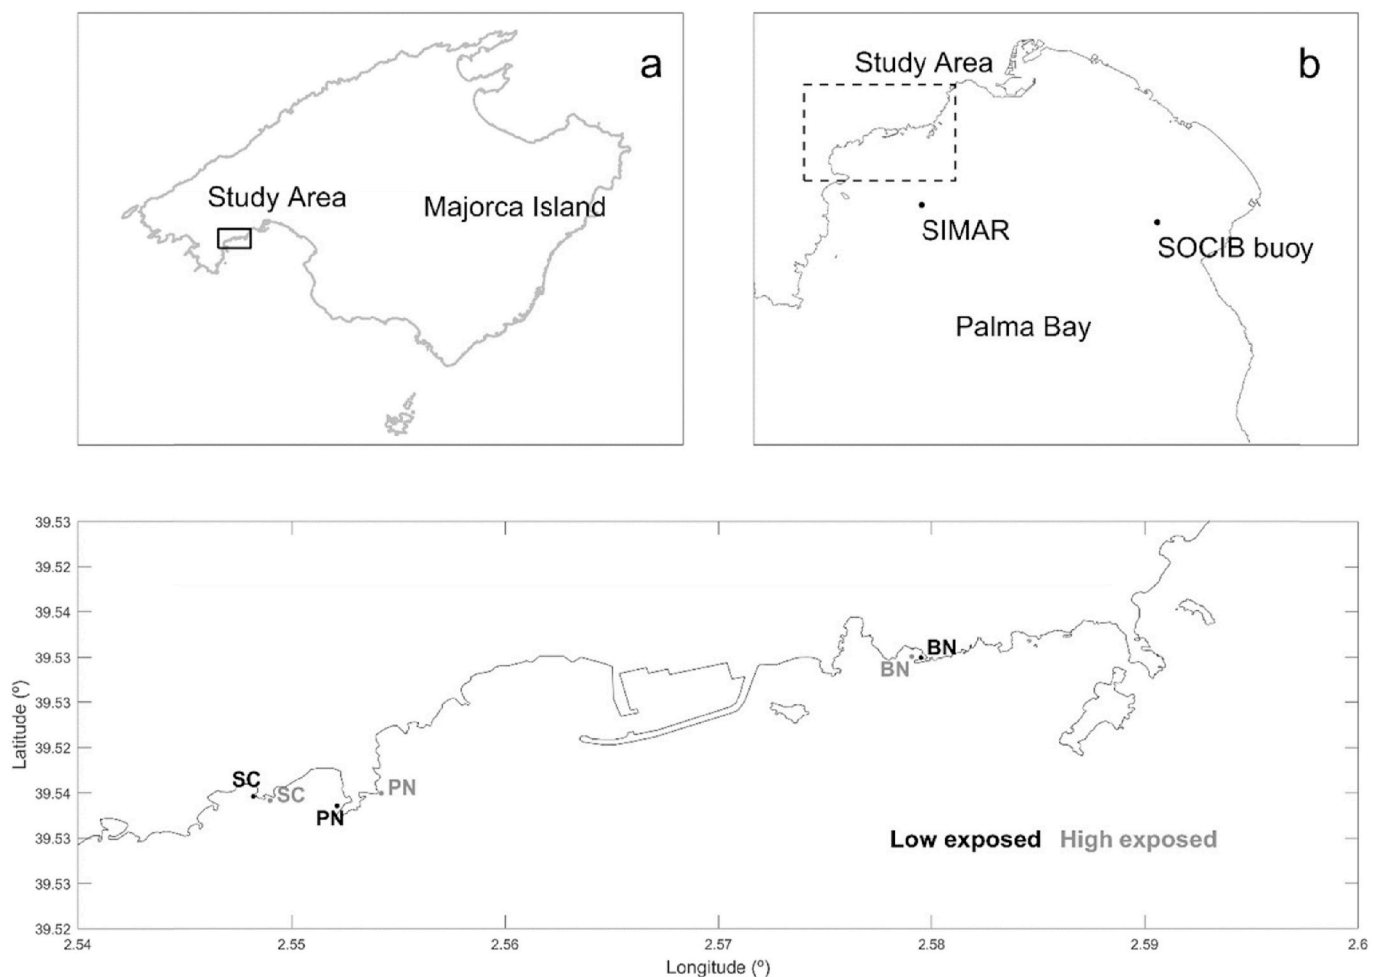 a
Study Area
Majorca Island
Study Area
b
SIMAR
SOCIB buoy
Palma Bay
39.53
39.52
39.54
39.53
39.53
39.52
39.54
39.53
39.53
39.52
Latitude (º)
BN
BN
SC
SC
PN
PN
Low exposed High exposed
2.54 2.55 2.56 2.57 2.58 2.59 2.6
Longitude (º)